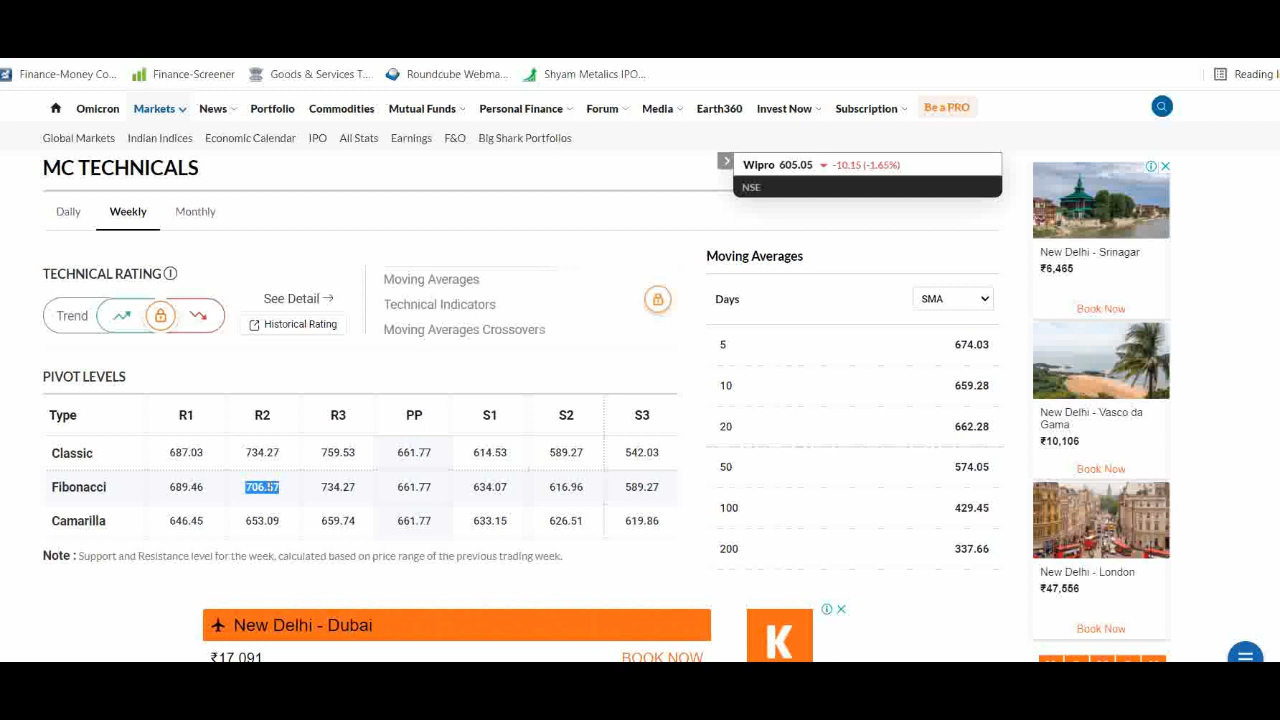 Finance-Money Co... Finance-Screener Goods & Services T... Roundcube Webma... Shyam Metalics IPO... Reading
Omicron Markets News Portfolio Commodities Mutual Funds Personal Finance Forum Media Earth360 Invest Now Subscription Be a PRO
Global Markets Indian Indices Economic Calendar IPO All Stats Earnings F&O Big Shark Portfolios
MC TECHNICALS
Wipro 605.05 -10.15 (-1.65%)
NSE
Daily Weekly Monthly
TECHNICAL RATING
Trend
See Detail
Historical Rating
Moving Averages
Technical Indicators
Moving Averages Crossovers
PIVOT LEVELS
Type R1 R2 R3 PP S1 S2 S3
Classic 687.03 734.27 759.53 661.77 614.53 589.27 542.03
Fibonacci 689.46 706.57 734.27 661.77 634.07 616.96 589.27
Camarilla 646.45 653.09 659.74 661.77 633.15 626.51 619.86
Note : Support and Resistance level for the week, calculated based on price range of the previous trading week.
Moving Averages
Days SMA
5 674.03
10 659.28
20 662.28
50 574.05
100 429.45
200 337.66
New Delhi - Srinagar
₹6,465
Book Now
New Delhi - Vasco da
Gama
₹10,106
Book Now
New Delhi - London
₹47,556
Book Now
New Delhi - Dubai
₹17,091 BOOK NOW
K